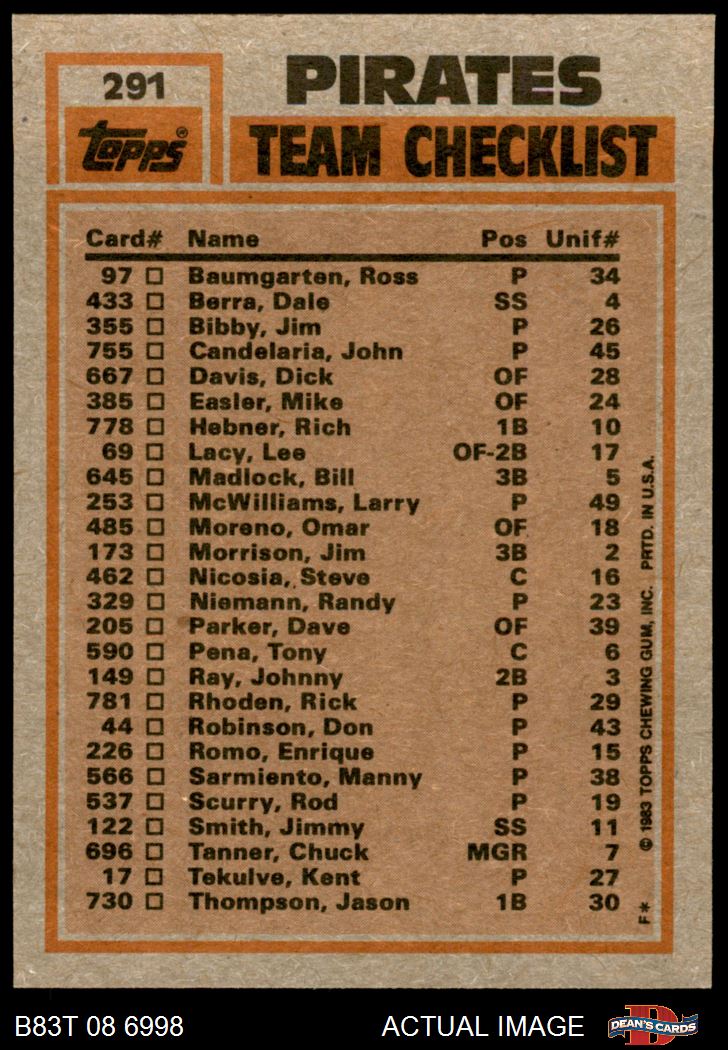 291
PIRATES
Topps®
TEAM CHECKLIST
Card# Name Pos Unif#
97 Baumgarten, Ross P 34
433 Berra, Dale SS 4
355 Bibby, Jim P 26
755 Candelaria, John P 45
667 Davis, Dick OF 28
385 Easler, Mike OF 24
778 Hebner, Rich 1B 10
69 Lacy, Lee OF-2B 17
645 Madlock, Bill 3B 5
253 McWilliams, Larry P 49
485 Moreno, Omar OF 18
173 Morrison, Jim 3B 2
462 Nicosia, Steve C 16
329 Niemann, Randy P 23
205 Parker, Dave OF 39
590 Pena, Tony C 6
149 Ray, Johnny 2B 3
781 Rhoden, Rick P 29
44 Robinson, Don P 43
226 Romo, Enrique P 15
566 Sarmiento, Manny P 38
537 Scurry, Rod P 19
122 Smith, Jimmy SS 11
696 Tanner, Chuck MGR 7
17 Tekulve, Kent P 27
730 Thompson, Jason 1B 30
F* © 1983 TOPPS CHEWING GUM, INC. PRTD. IN U.S.A.
B83T 08 6998
ACTUAL IMAGE
D
DEAN'S CARDS